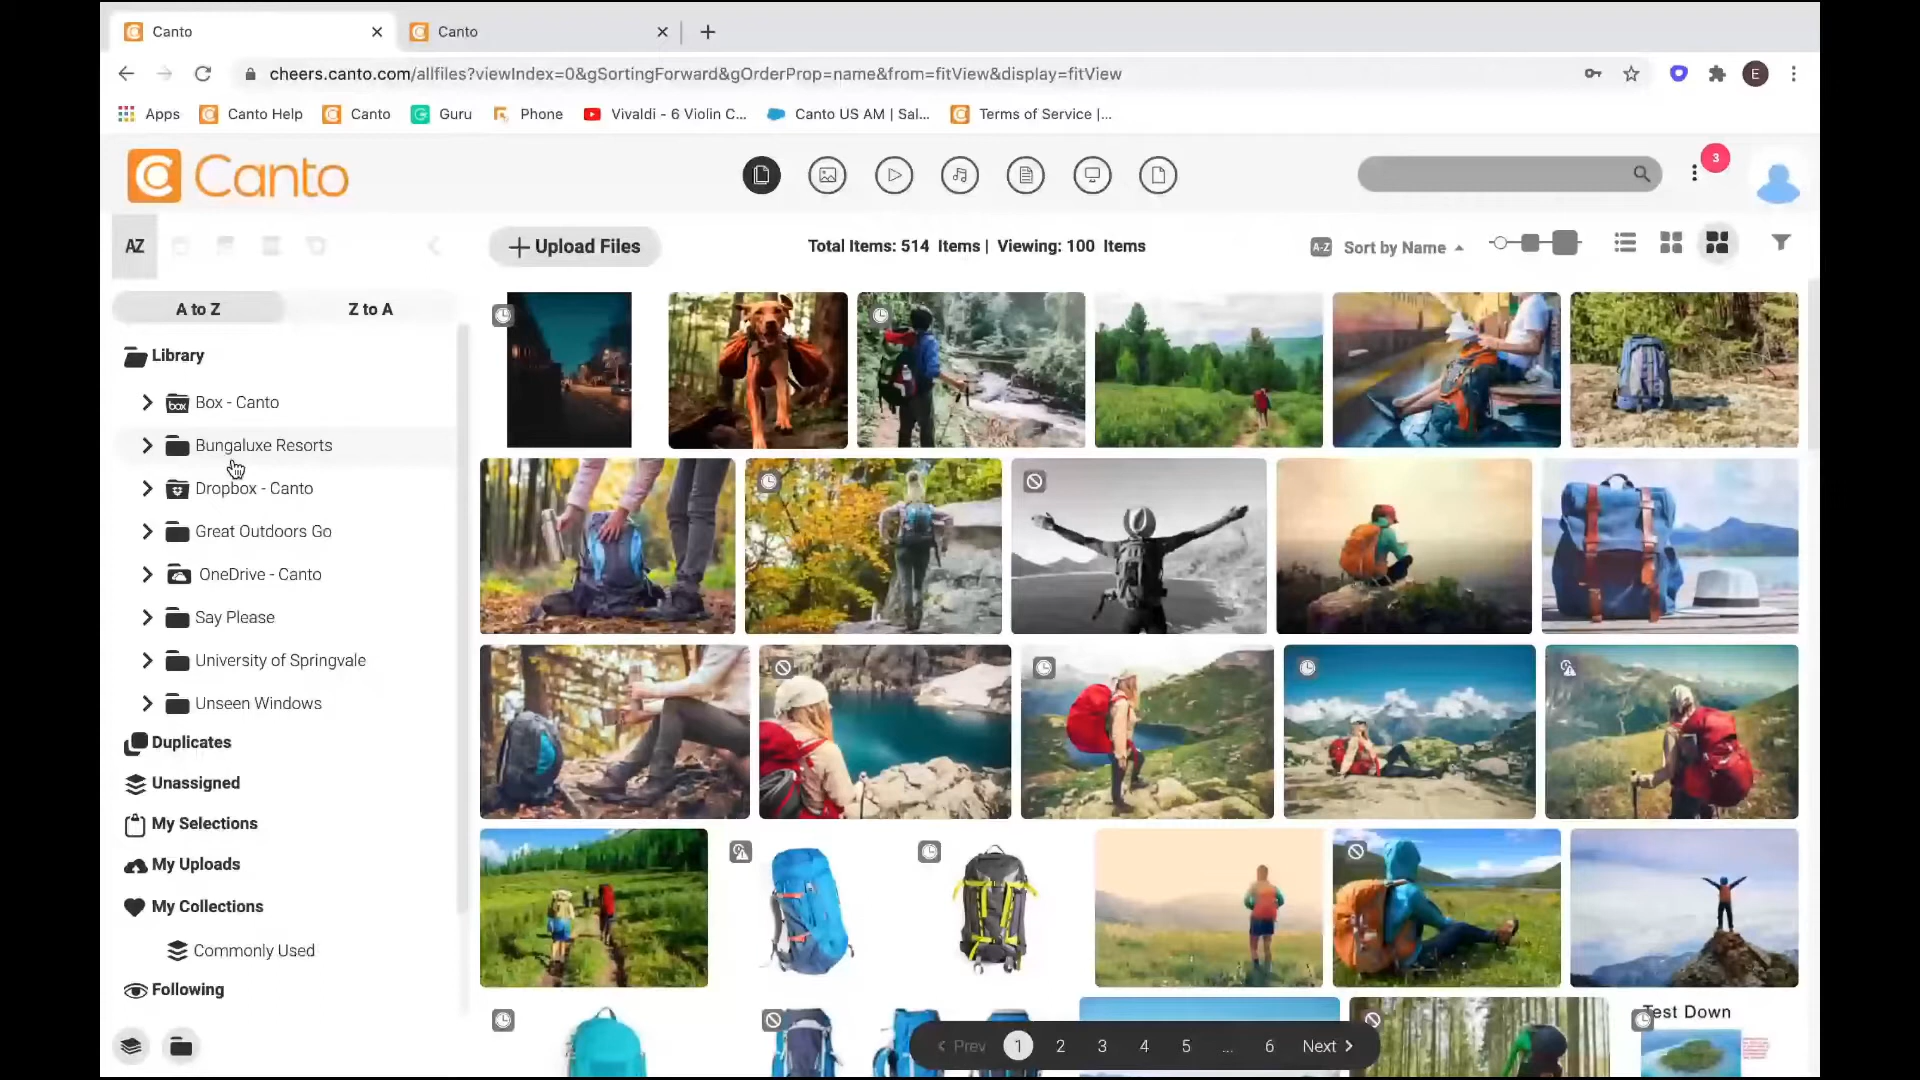 Canto
Canto
cheers.canto.com/allfiles?viewIndex=0&gSortingForward&gOrderProp=name&from=fitView&display=fitView
E
Apps
Canto Help
Canto
Guru
Phone
Vivaldi - 6 Violin C...
Canto US AM | Sal...
Terms of Service |...
Canto
3
AZ
Upload Files
Total Items: 514 Items | Viewing: 100 Items
A-Z Sort by Name
A to Z
Z to A
Library
box Box - Canto
Bungaluxe Resorts
Dropbox - Canto
Great Outdoors Go
OneDrive - Canto
Say Please
University of Springvale
Unseen Windows
Duplicates
Unassigned
My Selections
My Uploads
My Collections
Commonly Used
Following
Test Down
< Prev 1 2 3 4 5 ... 6 Next >